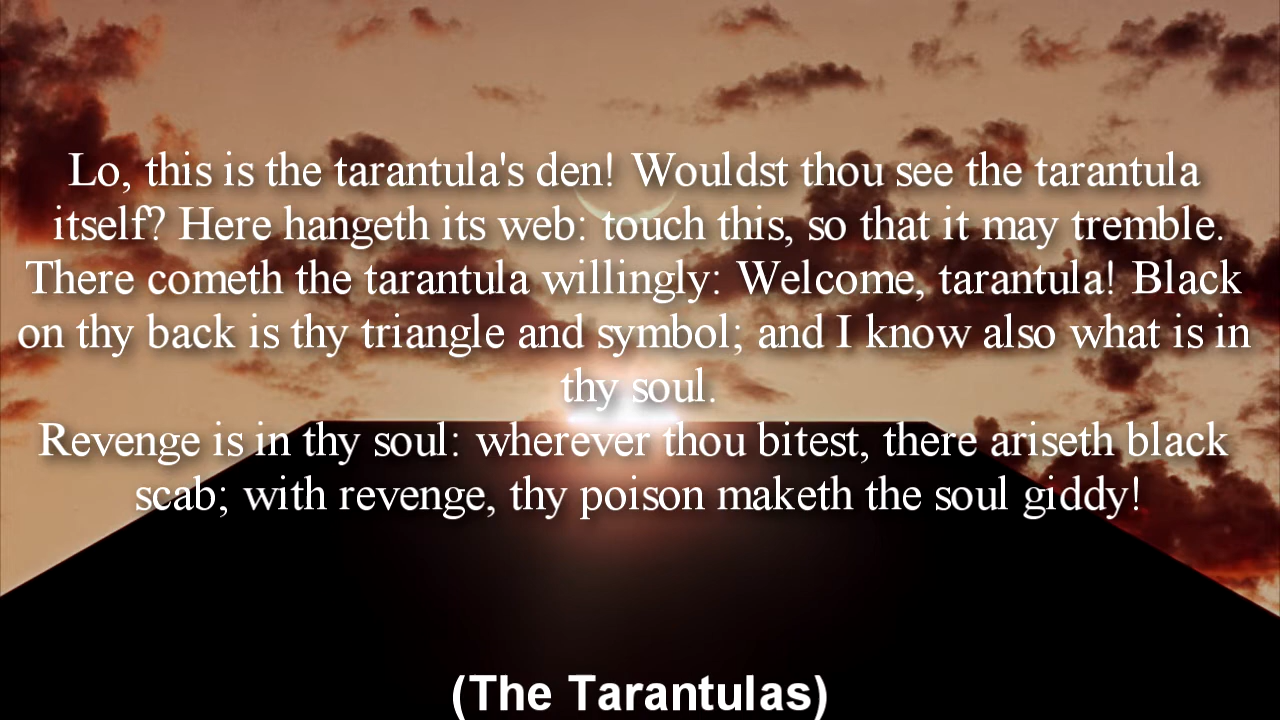 Lo, this is the tarantula's den! Wouldst thou see the tarantula
itself? Here hangeth its web: touch this, so that it may tremble.
There cometh the tarantula willingly: Welcome, tarantula! Black
on thy back is thy triangle and symbol; and I know also what is in
thy soul.
Revenge is in thy soul: wherever thou bitest, there ariseth black
scab; with revenge, thy poison maketh the soul giddy!
(The Tarantulas)